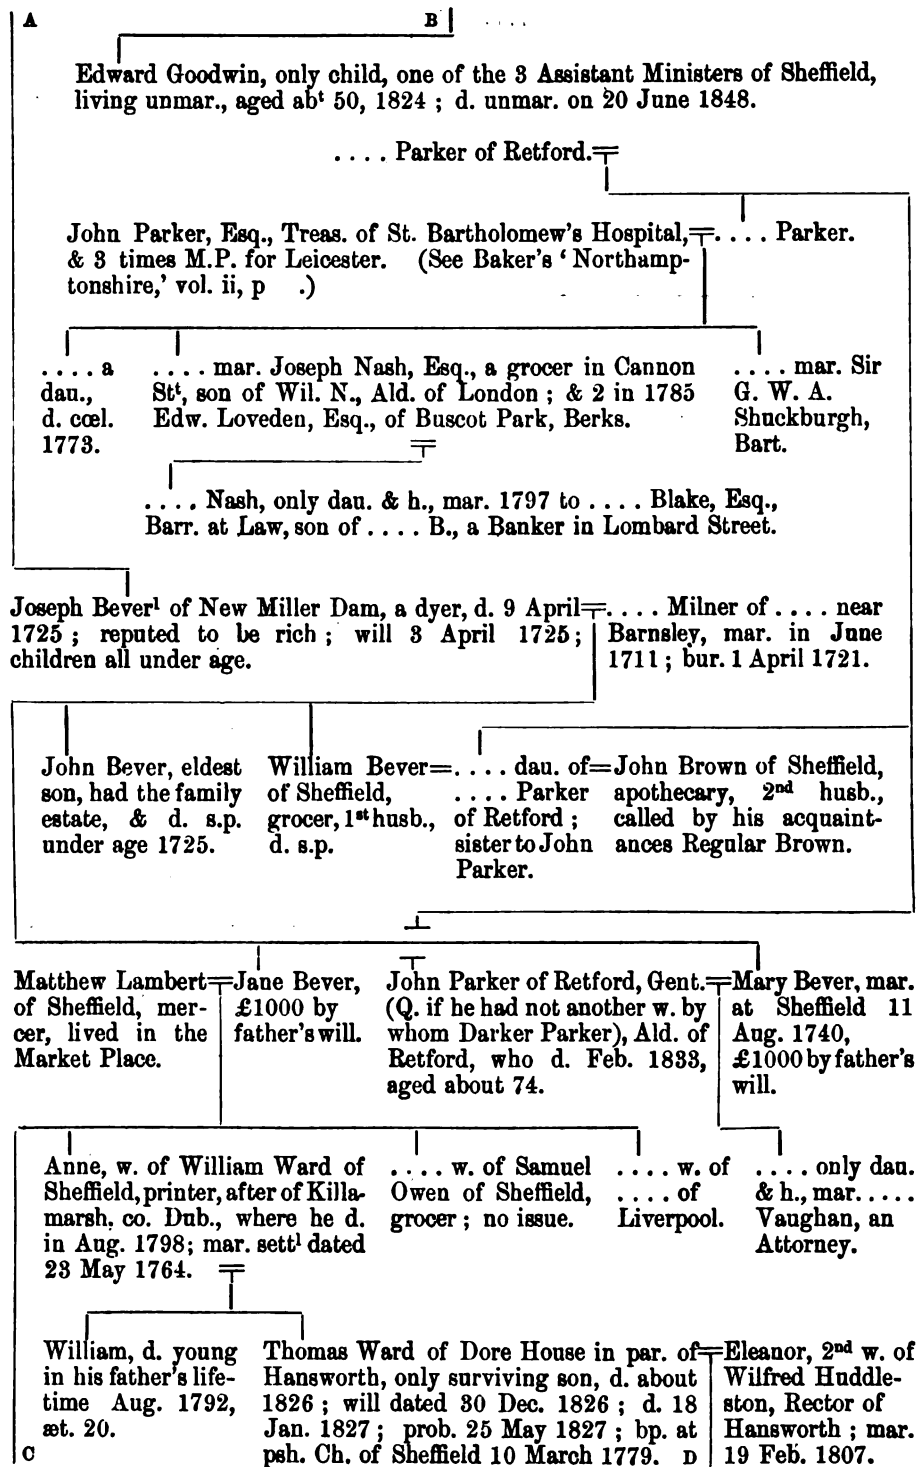 A B ....
Edward Goodwin, only child, one of the 3 Assistant Ministers of Sheffield,
living unmar., aged abt 50, 1824 ; d. unmar. on 20 June 1848.
.... Parker of Retford.
John Parker, Esq., Treas. of St. Bartholomew's Hospital,
& 3 times M.P. for Leicester. (See Baker's ‘ Northamp-
tonshire,’ vol. ii, p .)
.... Parker.
.... a
dau.,
d. cœl.
1773.
.... mar. Joseph Nash, Esq., a grocer in Cannon
Stt, son of Wil. N., Ald. of London ; & 2 in 1785
Edw. Loveden, Esq., of Buscot Park, Berks.
.... mar. Sir
G. W. A.
Shuckburgh,
Bart.
.... Nash, only dau. & h., mar. 1797 to .... Blake, Esq.,
Barr. at Law, son of .... B., a Banker in Lombard Street.
Joseph Bever1 of New Miller Dam, a dyer, d. 9 April
1725 ; reputed to be rich ; will 3 April 1725 ;
children all under age.
.... Milner of .... near
Barnsley, mar. in June
1711 ; bur. 1 April 1721.
John Bever, eldest
son, had the family
estate, & d. s.p.
under age 1725.
William Bever=
of Sheffield,
grocer, 1st husb.,
d. s.p.
.... dau. of=
.... Parker
of Retford ;
sister to John
Parker.
John Brown of Sheffield,
apothecary, 2nd husb.,
called by his acquaint-
ances Regular Brown.
Matthew Lambert
of Sheffield, mer-
cer, lived in the
Market Place.
Jane Bever,
£1000 by
father's will.
John Parker of Retford, Gent.
(Q. if he had not another w. by
whom Darker Parker), Ald. of
Retford, who d. Feb. 1833,
aged about 74.
Mary Bever, mar.
at Sheffield 11
Aug. 1740,
£1000 by father's
will.
Anne, w. of William Ward of
Sheffield, printer, after of Killa-
marsh, co. Dub., where he d.
in Aug. 1798; mar. settl dated
23 May 1764.
.... w. of Samuel
Owen of Sheffield,
grocer ; no issue.
.... w. of
.... of
Liverpool.
.... only dau.
& h., mar.....
Vaughan, an
Attorney.
William, d. young
in his father's life-
time Aug. 1792,
æt. 20.
Thomas Ward of Dore House in par. of
Hansworth, only surviving son, d. about
1826 ; will dated 30 Dec. 1826 ; d. 18
Jan. 1827 ; prob. 25 May 1827 ; bp. at
psh. Ch. of Sheffield 10 March 1779.
Eleanor, 2nd w. of
Wilfred Huddle-
ston, Rector of
Hansworth ; mar.
19 Feb. 1807.
C D